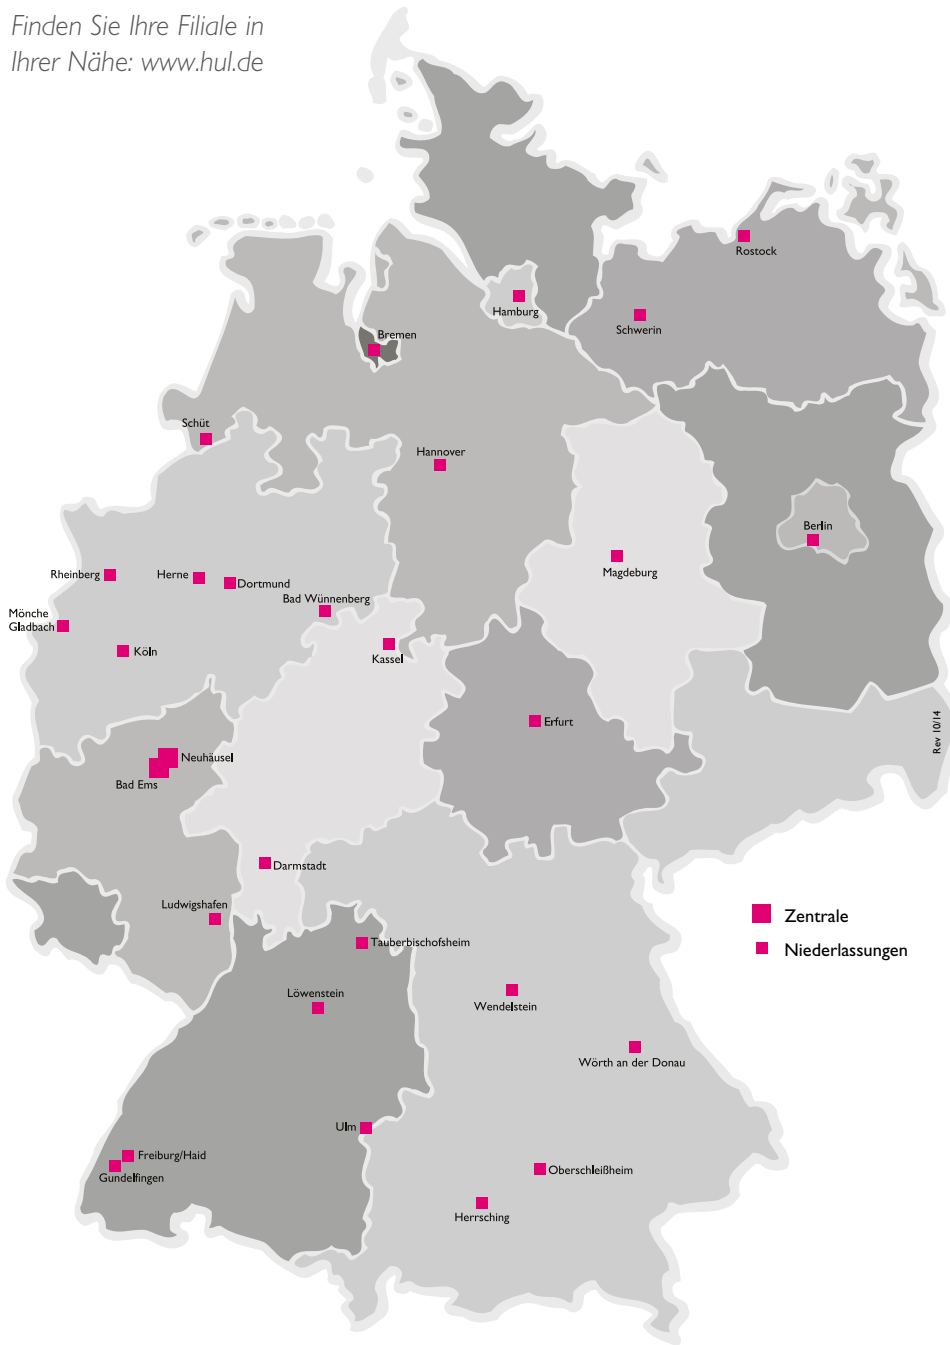 Finden Sie Ihre Filiale in
Ihrer Nähe: www.hul.de
Rostock
Hamburg
Schwerin
Bremen
Schüt
Hannover
Berlin
Magdeburg
Rheinberg
Herne
Dortmund
Bad Wünnenberg
Mönche
Gladbach
Köln
Kassel
Erfurt
Rev 10/14
Neuhäusel
Bad Ems
Darmstadt
Ludwigshafen
Zentrale
Tauberbischofsheim
Niederlassungen
Löwenstein
Wendelstein
Wörth an der Donau
Ulm
Freiburg/Haid
Gundelfingen
Oberschleißheim
Herrsching